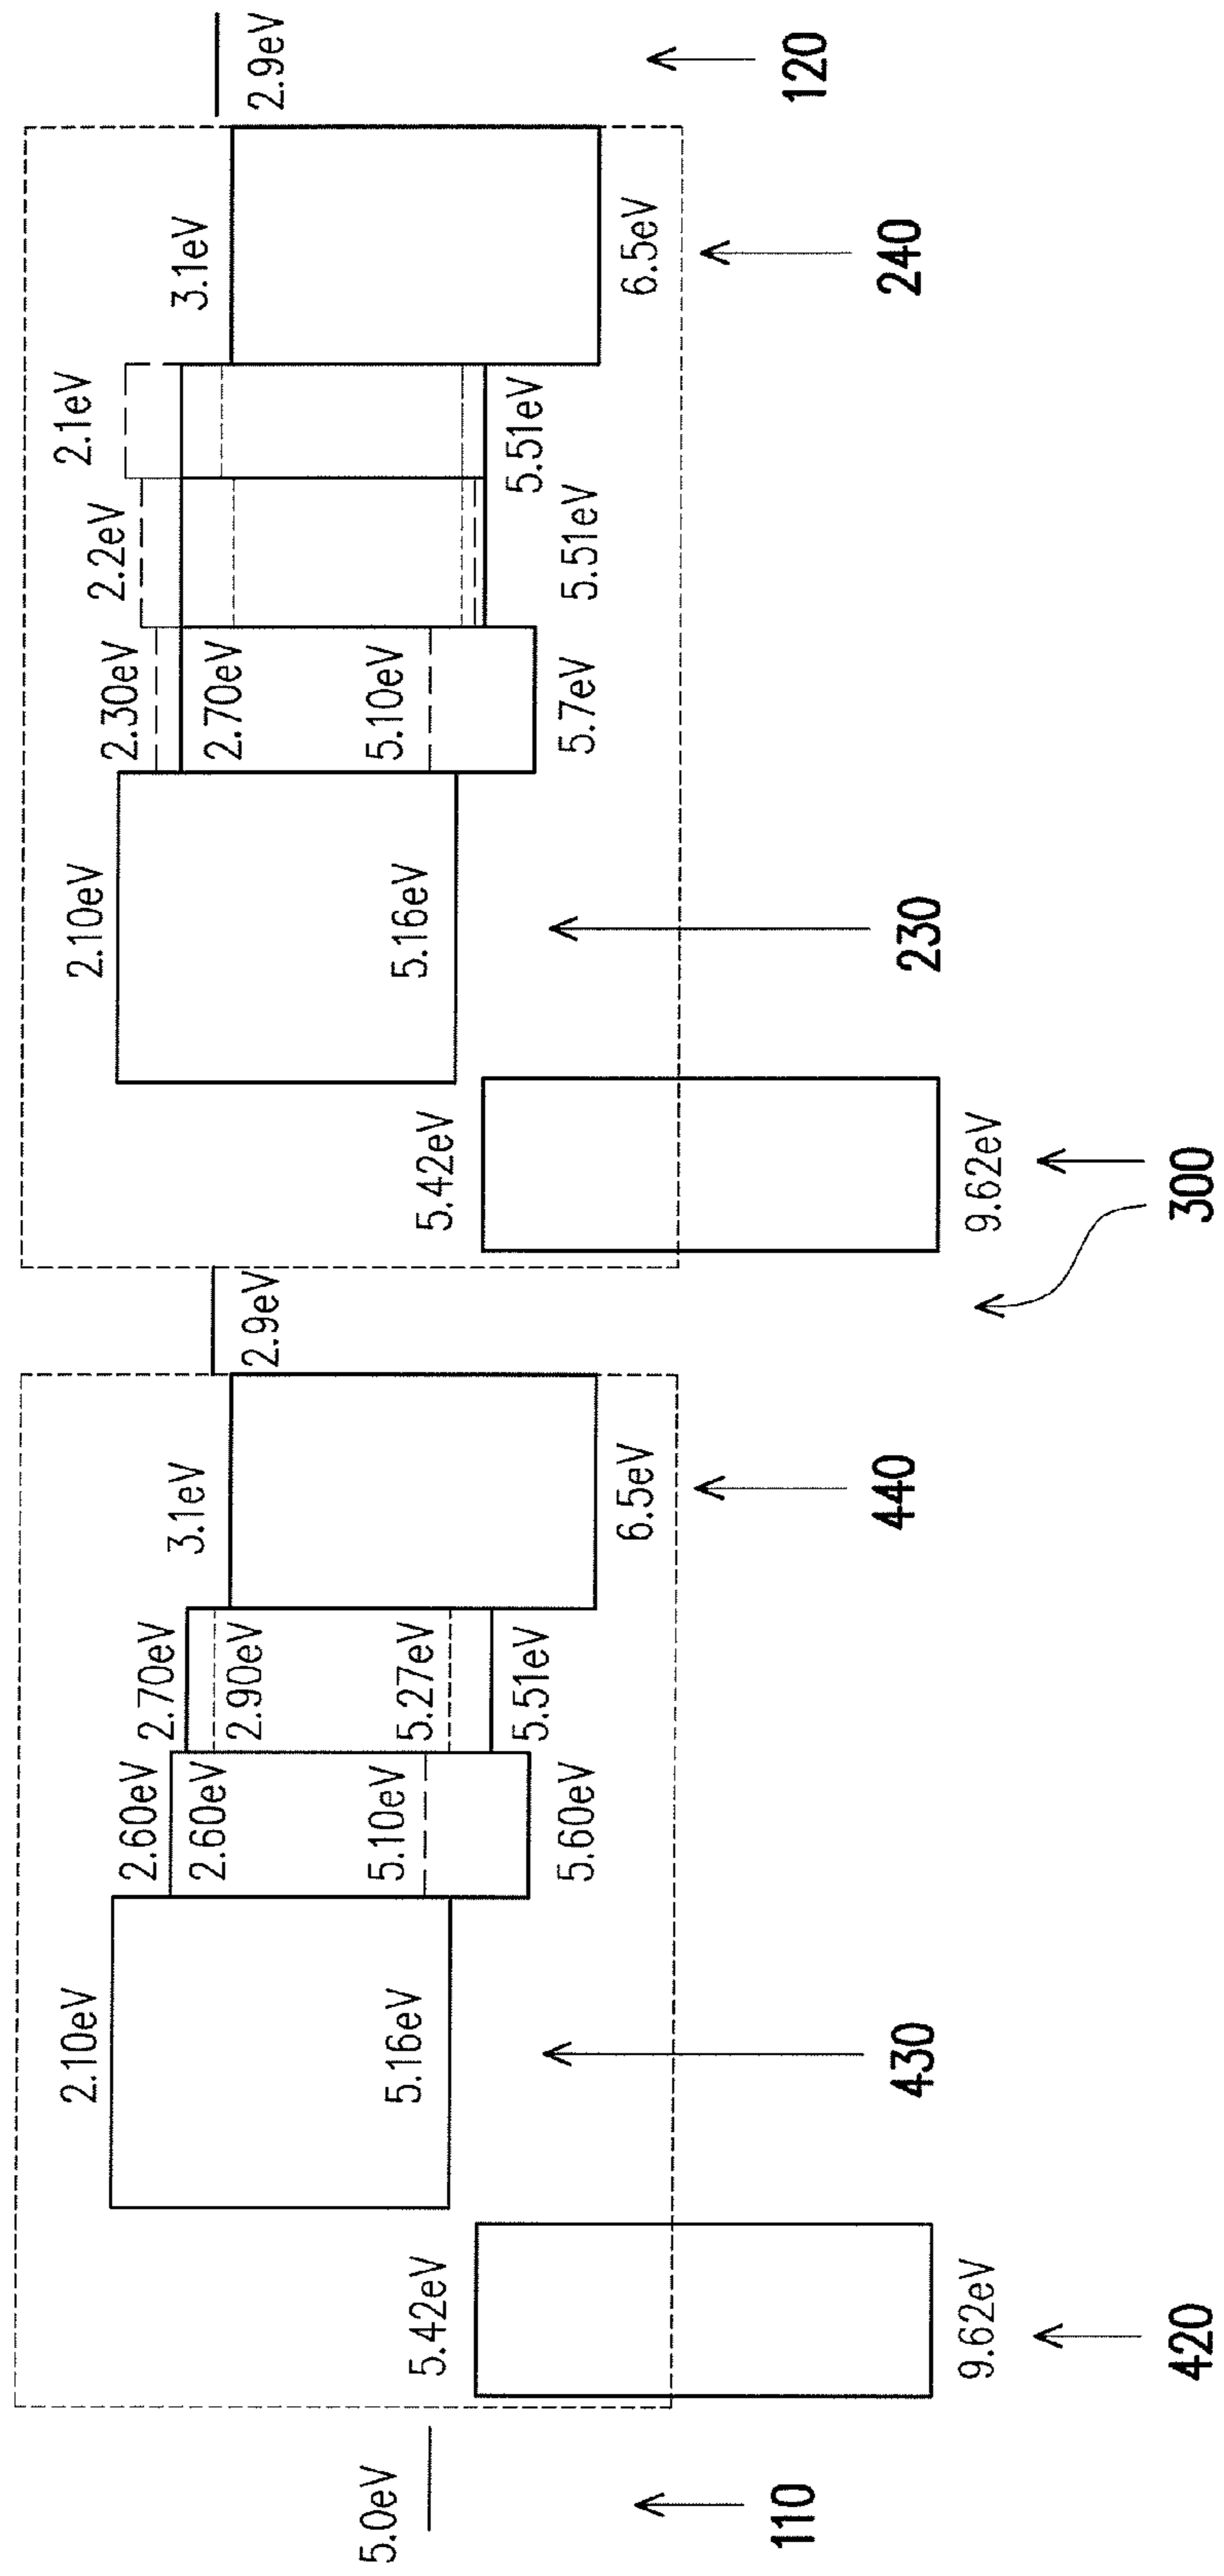 5.0eV
110
5.42eV
9.62eV
420
2.10eV
5.16eV
430
2.60eV
2.60eV
5.10eV
5.60eV
2.70eV
2.90eV
5.27eV
5.51eV
3.1eV
6.5eV
440
2.9eV
300
5.42eV
9.62eV
2.10eV
5.16eV
230
2.30eV
2.70eV
5.10eV
5.7eV
2.2eV
5.51eV
2.1eV
5.51eV
3.1eV
6.5eV
240
2.9eV
120